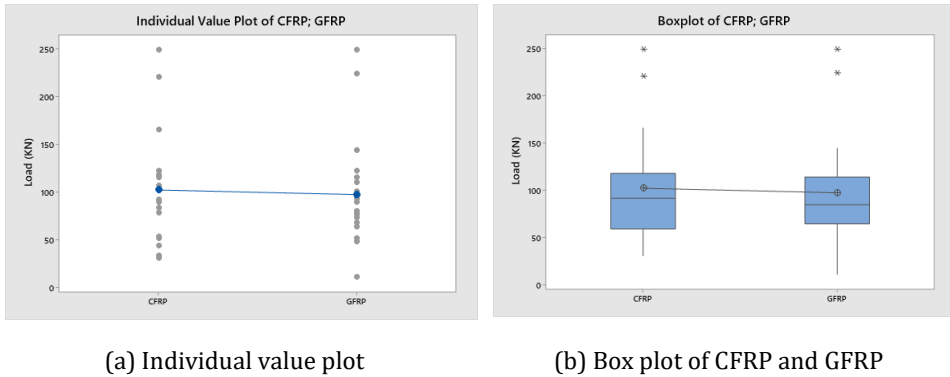 Individual Value Plot of CFRP; GFRP
250
200
150
100
50
0
Load (KN)
CFRP GFRP
(a) Individual value plot
Boxplot of CFRP; GFRP
250
200
150
100
50
0
Load (KN)
CFRP GFRP
(b) Box plot of CFRP and GFRP